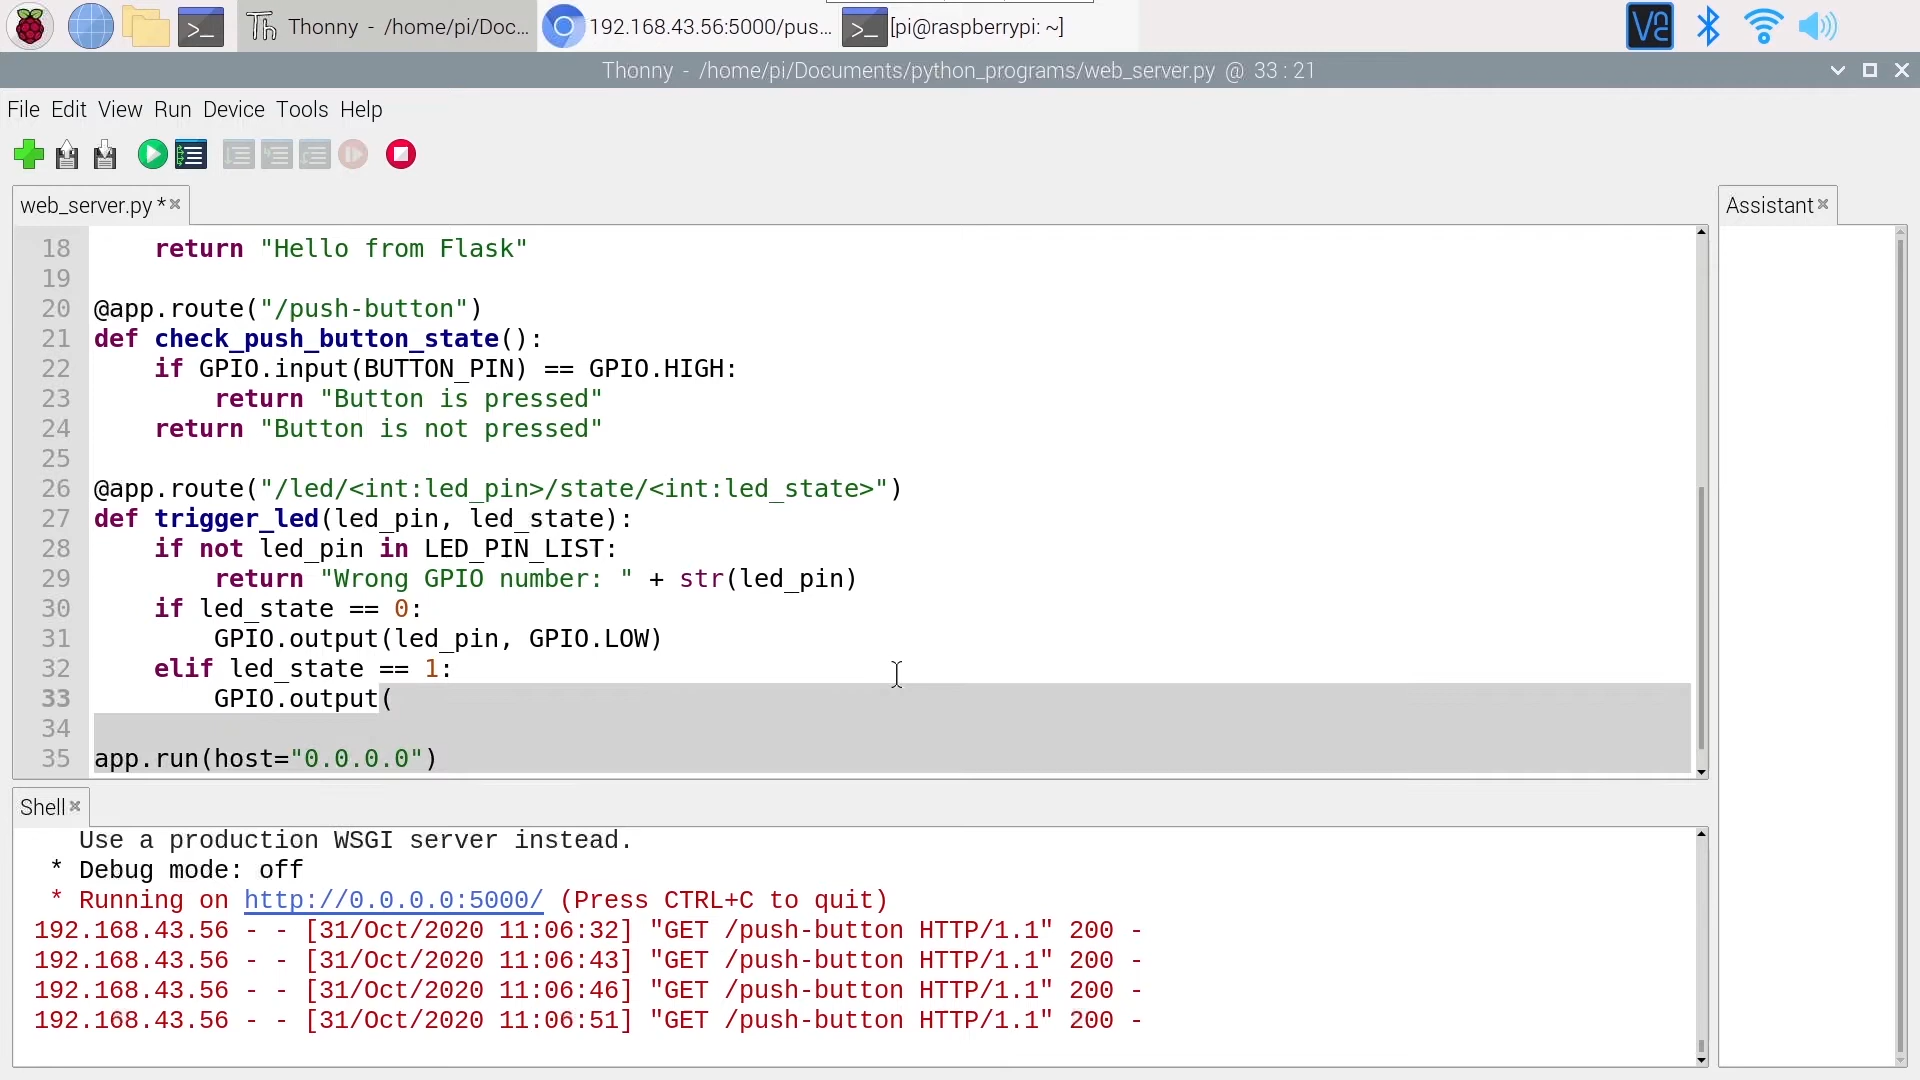 Thonny - /home/pi/Doc...
192.168.43.56:5000/pus...
[pi@raspberrypi: ~]
Thonny - /home/pi/Documents/python_programs/web_server.py @ 33 : 21
File Edit View Run Device Tools Help
web_server.py *
Assistant
18 return "Hello from Flask"
19
20 @app.route("/push-button")
21 def check_push_button_state():
22 if GPIO.input(BUTTON_PIN) == GPIO.HIGH:
23 return "Button is pressed"
24 return "Button is not pressed"
25
26 @app.route("/led/<int:led_pin>/state/<int:led_state>")
27 def trigger_led(led_pin, led_state):
28 if not led_pin in LED_PIN_LIST:
29 return "Wrong GPIO number: " + str(led_pin)
30 if led_state == 0:
31 GPIO.output(led_pin, GPIO.LOW)
32 elif led_state == 1:
33 GPIO.output(
34
35 app.run(host="0.0.0.0")
Shell
Use a production WSGI server instead.
* Debug mode: off
* Running on http://0.0.0.0:5000/ (Press CTRL+C to quit)
192.168.43.56 - - [31/Oct/2020 11:06:32] "GET /push-button HTTP/1.1" 200 -
192.168.43.56 - - [31/Oct/2020 11:06:43] "GET /push-button HTTP/1.1" 200 -
192.168.43.56 - - [31/Oct/2020 11:06:46] "GET /push-button HTTP/1.1" 200 -
192.168.43.56 - - [31/Oct/2020 11:06:51] "GET /push-button HTTP/1.1" 200 -